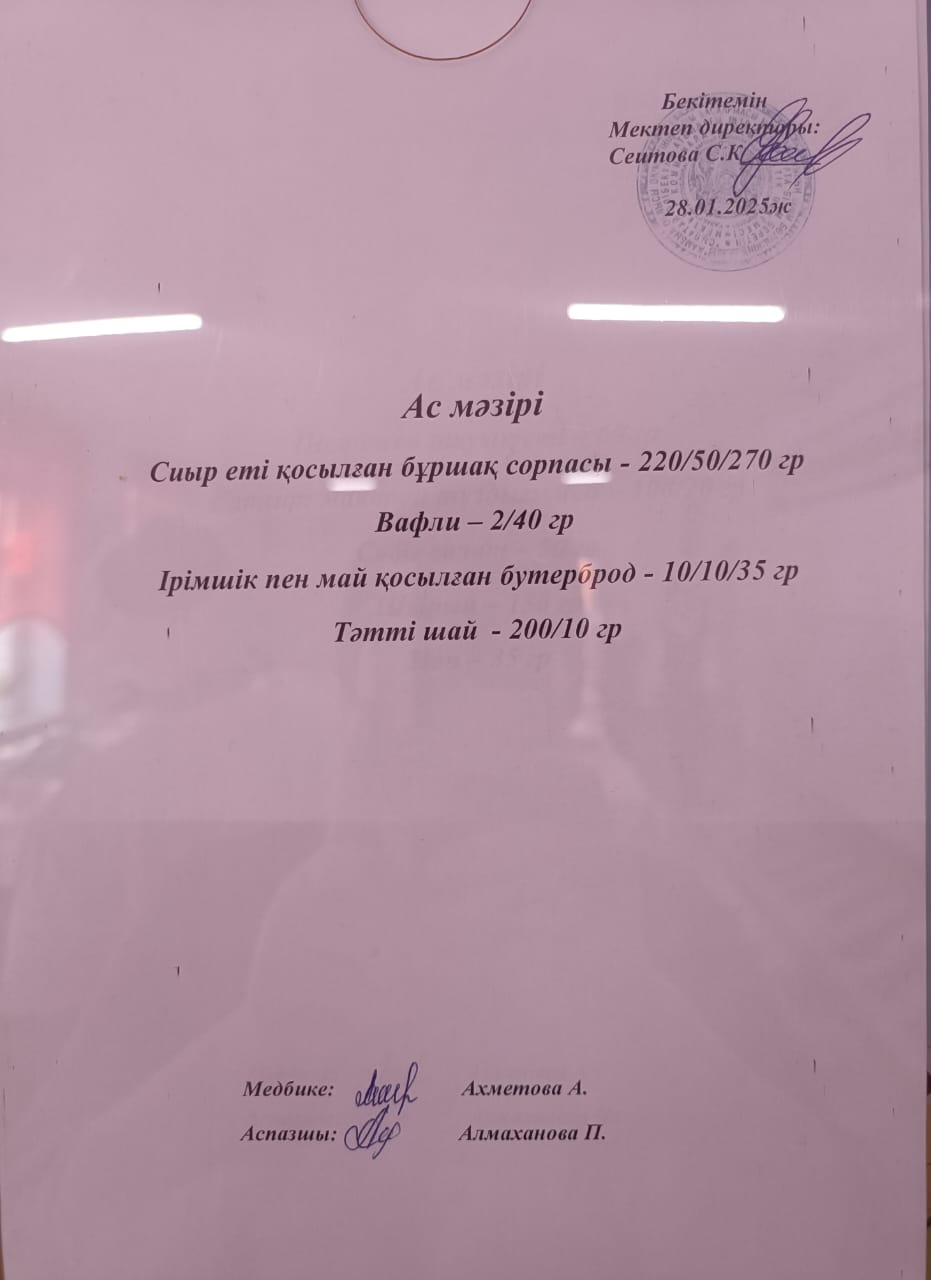 Бекітемін
Мектеп директоры:
Сеитова С.К
28.01.2025ж
Ас мәзірі
Сиыр еті қосылған бұршақ сорпасы - 220/50/270 гр
Вафли – 2/40 гр
Ірімшік пен май қосылған бутерброд - 10/10/35 гр
Тәтті шай - 200/10 гр
Медбике: Ахметова А.
Аспазшы: Алмаханова П.